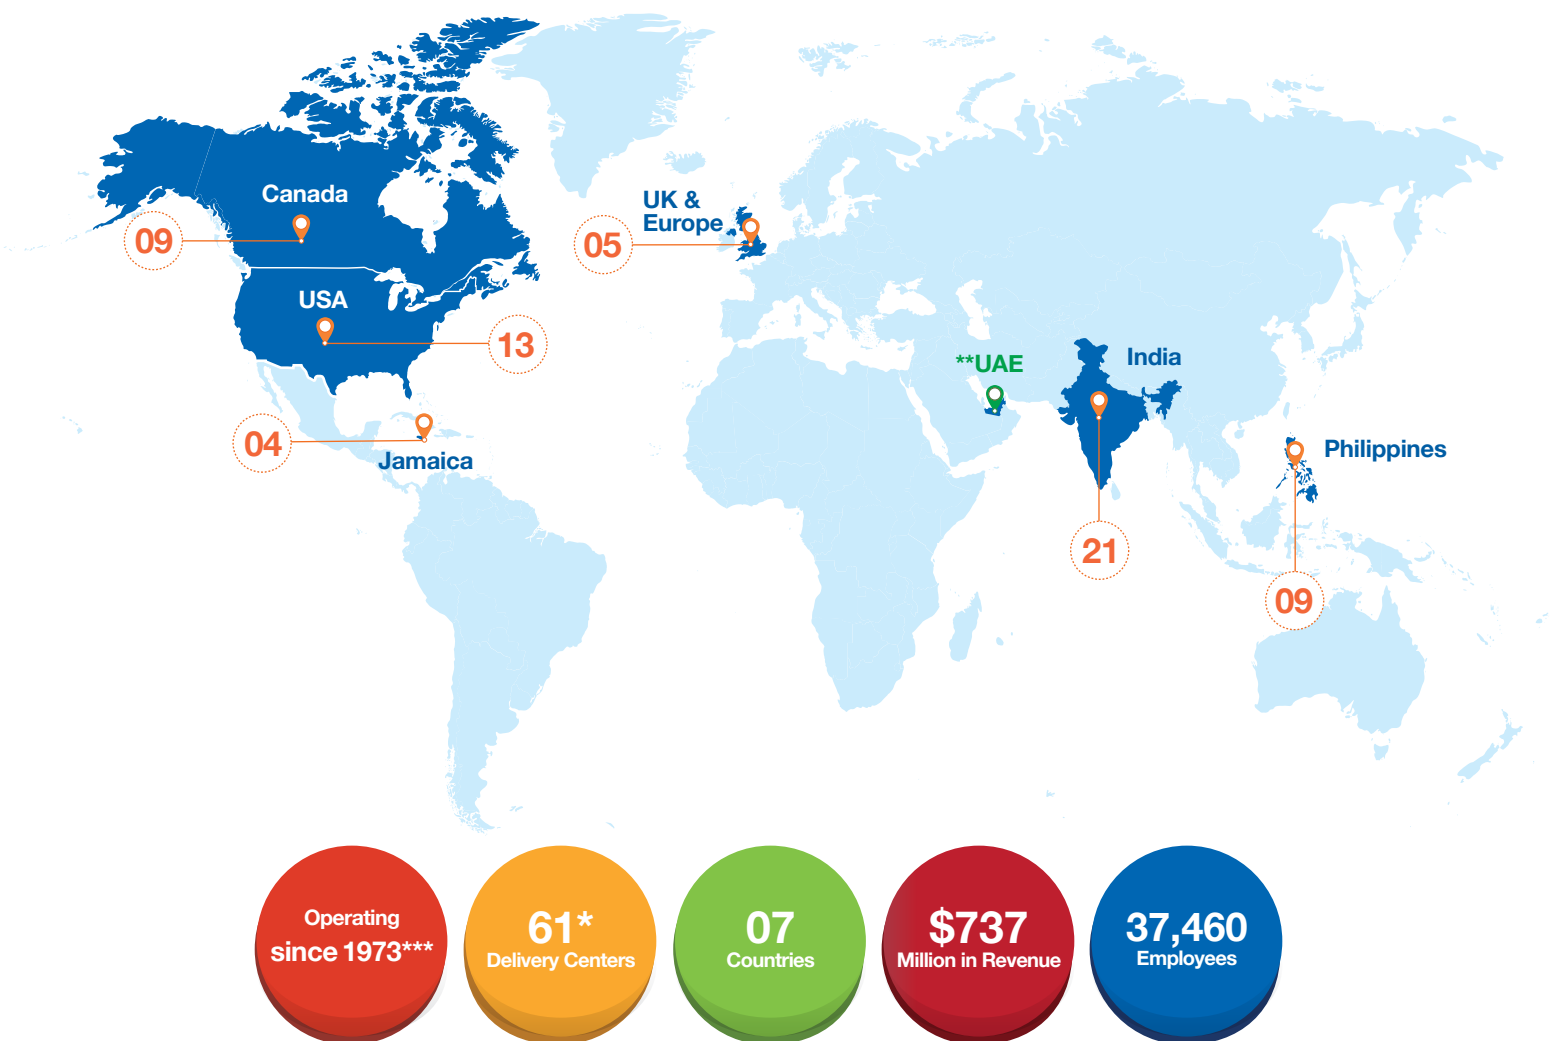 Canada
09
UK &
Europe
05
USA
13
**UAE
India
04
Jamaica
Philippines
21
09
Operating
since 1973***
61*
Delivery Centers
07
Countries
$737
Million in Revenue
37,460
Employees